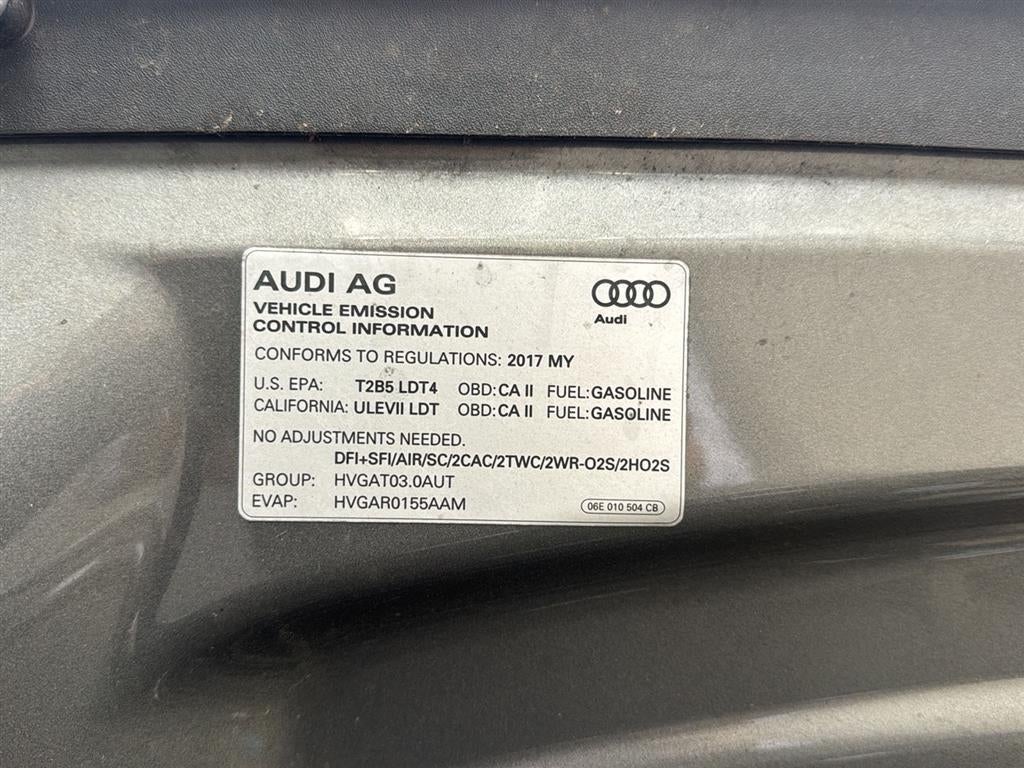 AUDI AG
Audi
VEHICLE EMISSION
CONTROL INFORMATION
CONFORMS TO REGULATIONS: 2017 MY
U.S. EPA: T2B5 LDT4 OBD: CA II FUEL: GASOLINE
CALIFORNIA: ULEVII LDT OBD: CA II FUEL: GASOLINE
NO ADJUSTMENTS NEEDED.
DFI+SFI/AIR/SC/2CAC/2TWC/2WR-O2S/2HO2S
GROUP: HVGAT03.0AUT
EVAP: HVGAR0155AAM
06E 010 504 CB